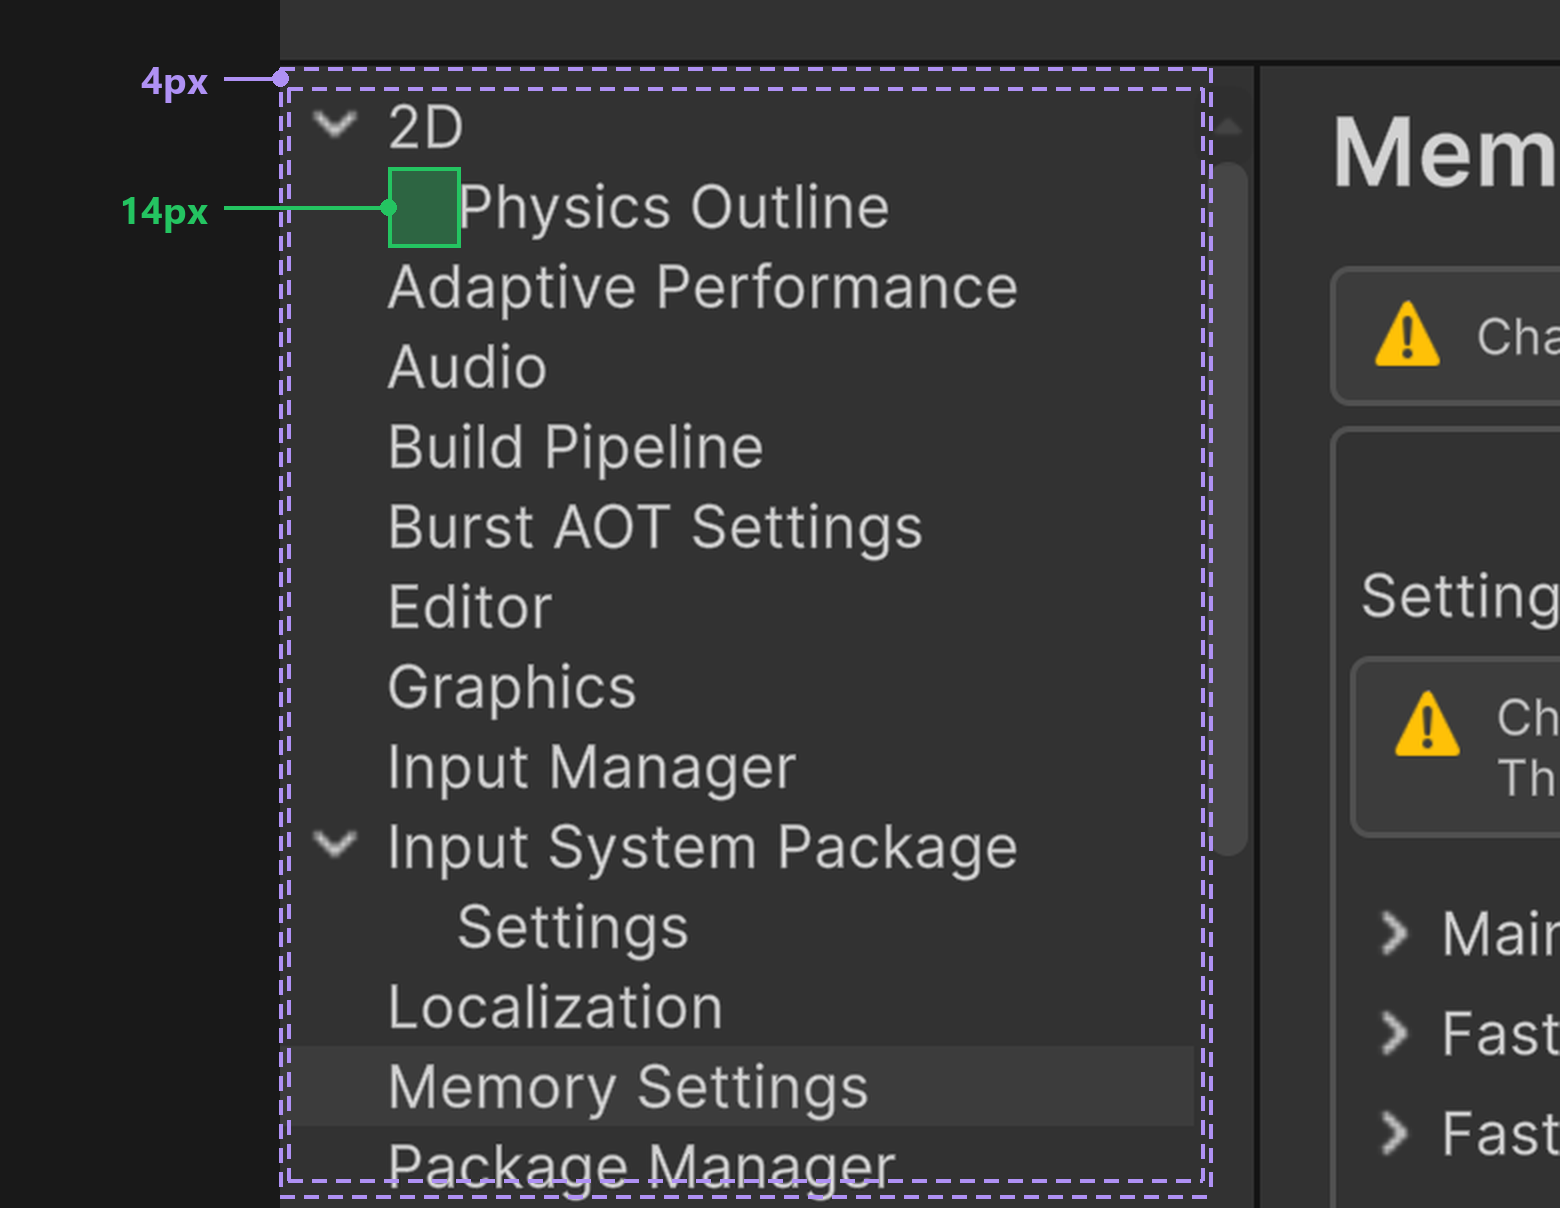 4px
14px
2D
Physics Outline
Adaptive Performance
Audio
Build Pipeline
Burst AOT Settings
Editor
Graphics
Input Manager
Input System Package
Settings
Localization
Memory Settings
Package Manager
Mem
Cha
Setting
Ch
Th
Main
Fast
Fast